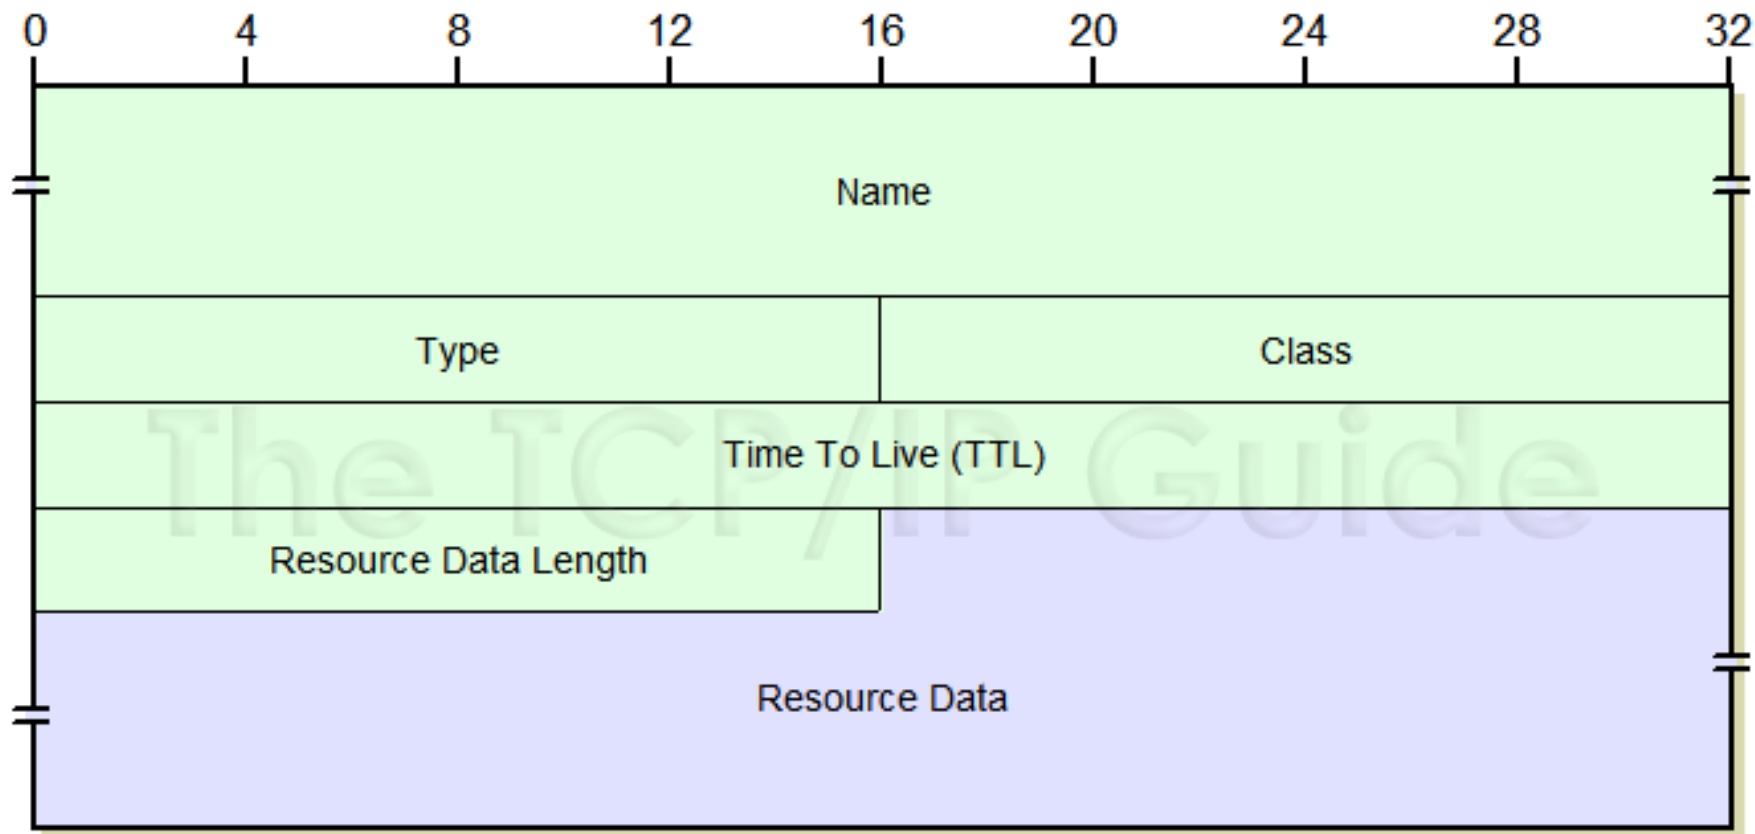 0 4 8 12 16 20 24 28 32
Name
Type Class
Time To Live (TTL)
The TCP/IP Guide
Resource Data Length
Resource Data